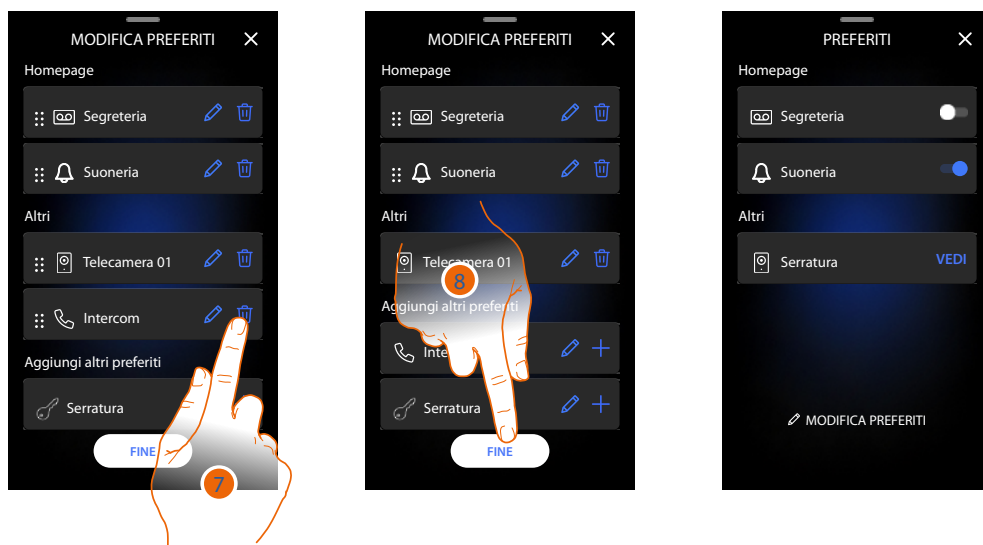 MODIFICA PREFERITI
Homepage
Segreteria
Suoneria
Altri
Telecamera 01
Intercom
Aggiungi altri preferiti
Serratura
FINE
7
MODIFICA PREFERITI
Homepage
Segreteria
Suoneria
Altri
Telecamera 01
8
Aggiungi altri preferiti
Inte
Serratura
FINE
PREFERITI
Homepage
Segreteria
Suoneria
Altri
Serratura VEDI
MODIFICA PREFERITI